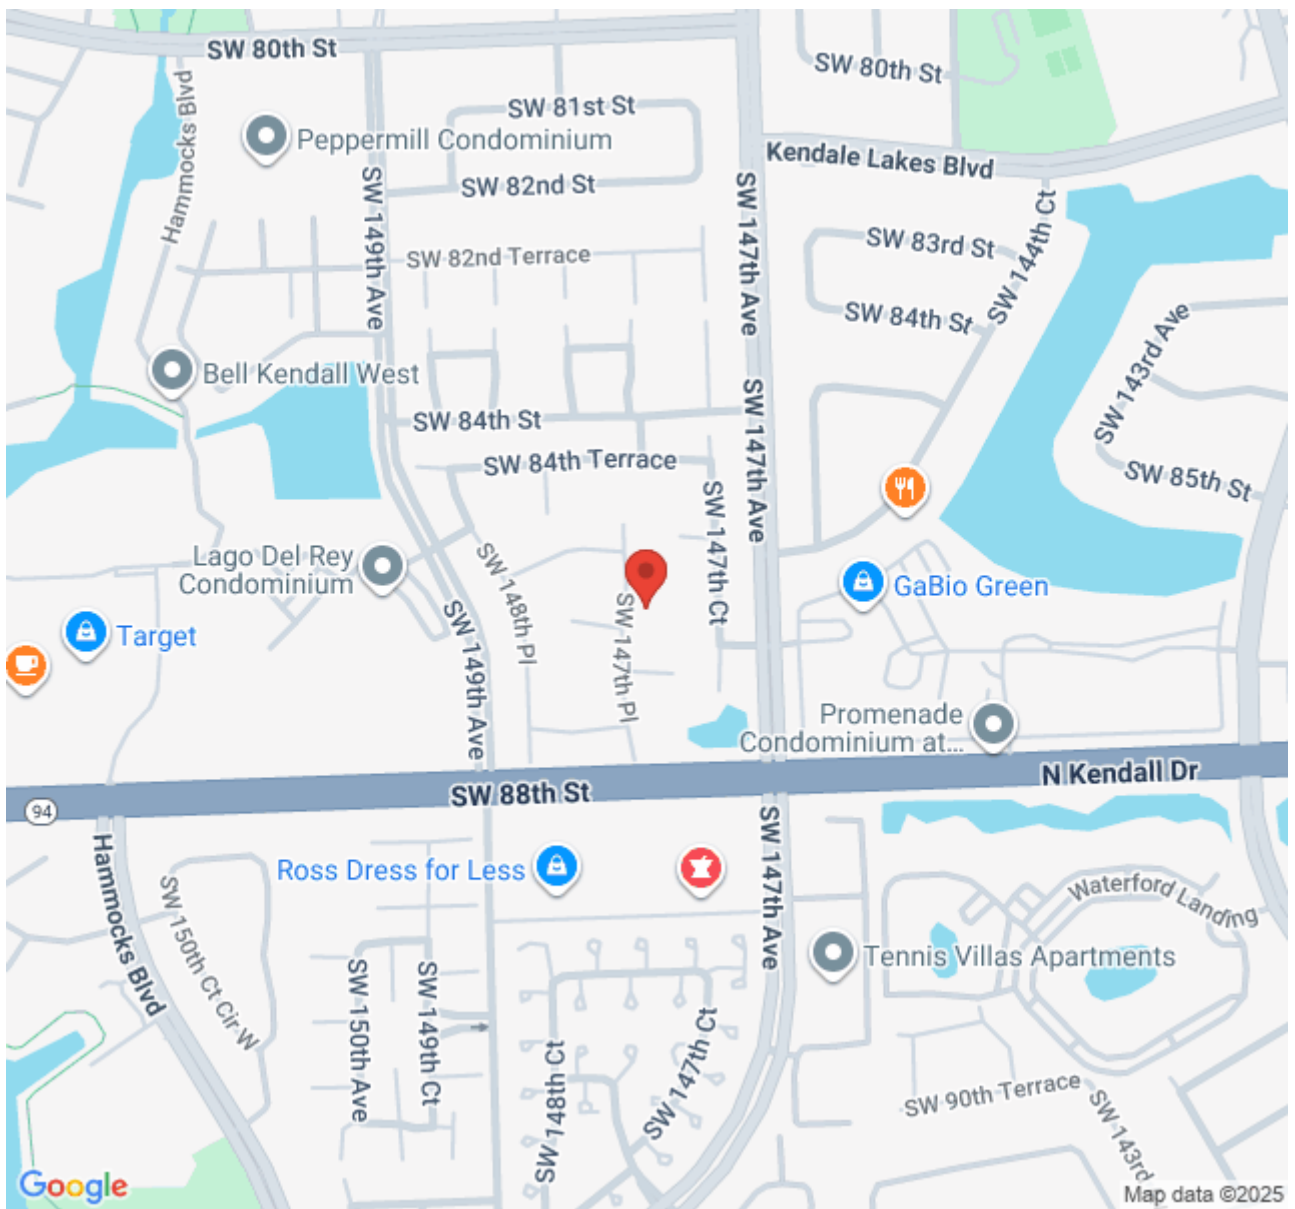 SW 80th St
SW 80th St
Hammocks Blvd
SW 81st St
Peppermill Condominium
Kendale Lakes Blvd
SW 82nd St
SW 149th Ave
SW 147th Ave
SW 144th Ct
SW 83rd St
SW 82nd Terrace
SW 84th St
SW 143rd Ave
Bell Kendall West
SW 84th St
SW 147th Ave
SW 84th Terrace
SW 85th St
SW 147th Ct
Lago Del Rey
Condominium
SW 148th Pl
GaBio Green
SW 147th Pl
Target
SW 149th Ave
Promenade
Condominium at...
N Kendall Dr
SW 88th St
94
Hammocks Blvd
SW 147th Ave
Ross Dress for Less
SW 150th Ct Cir W
Waterford Landing
Tennis Villas Apartments
SW 150th Ave
SW 149th Ct
SW 148th Ct
SW 147th Ct
SW 90th Terrace
SW 143rd
Google
Map data ©2025